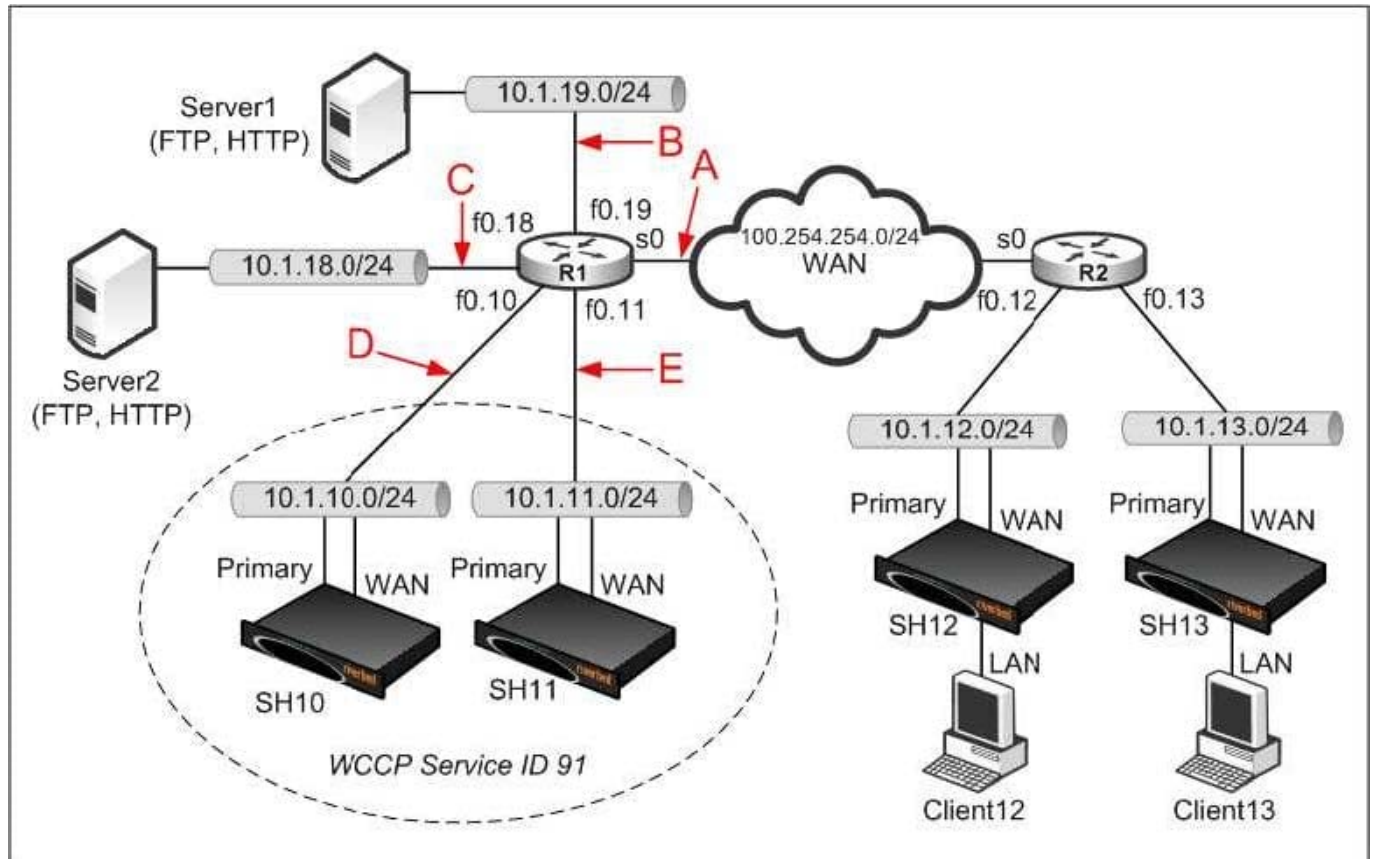 10.1.19.0/24
Server1
(FTP, HTTP)
B
A
C
f0.18
f0.19
s0
100.254.254.0/24
WAN
s0
10.1.18.0/24
R1
R2
f0.10
f0.11
f0.12
f0.13
D
E
Server2
(FTP, HTTP)
10.1.12.0/24
10.1.13.0/24
10.1.10.0/24
10.1.11.0/24
Primary
WAN
Primary
WAN
Primary
WAN
Primary
WAN
riverbed
riverbed
SH12
SH13
riverbed
riverbed
LAN
LAN
SH10
SH11
WCCP Service ID 91
Client12
Client13